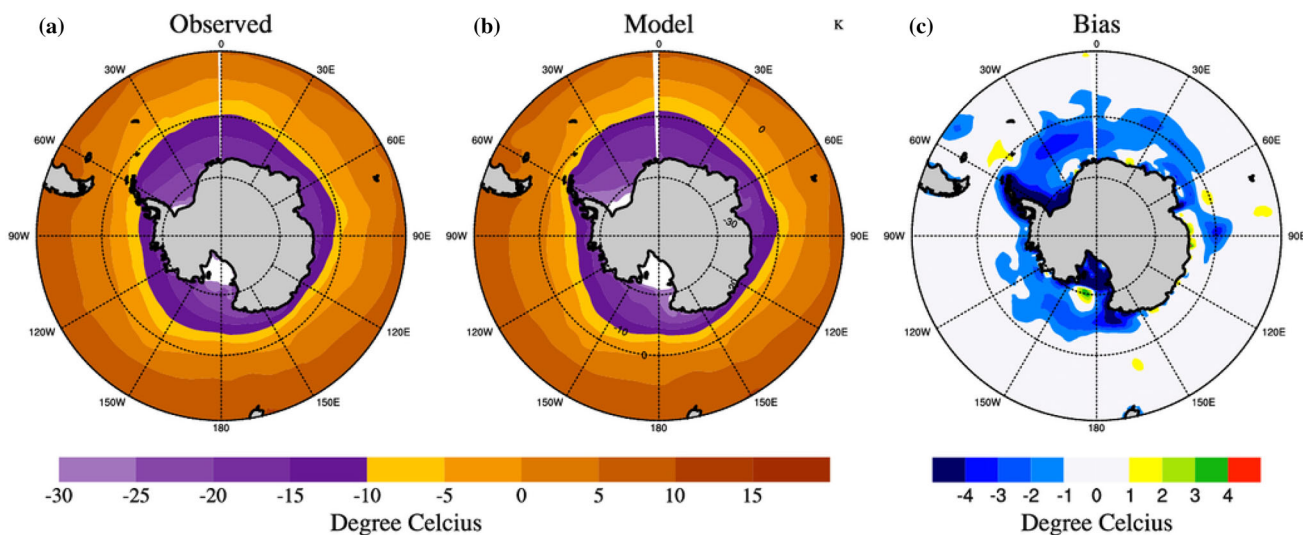 (a) Observed
0
30W 30E
60W 60E
90W 90E
120W 120E
150W 150E
180
(b) Model K
0
30W 30E
0
60W 60E
-30
90W 90E
-10
0
120W 120E
150W 150E
180
(c) Bias
0
30W 30E
60W 60E
90W 90E
120W 120E
150W 150E
180
-30 -25 -20 -15 -10 -5 0 5 10 15
Degree Celcius
-4 -3 -2 -1 0 1 2 3 4
Degree Celcius